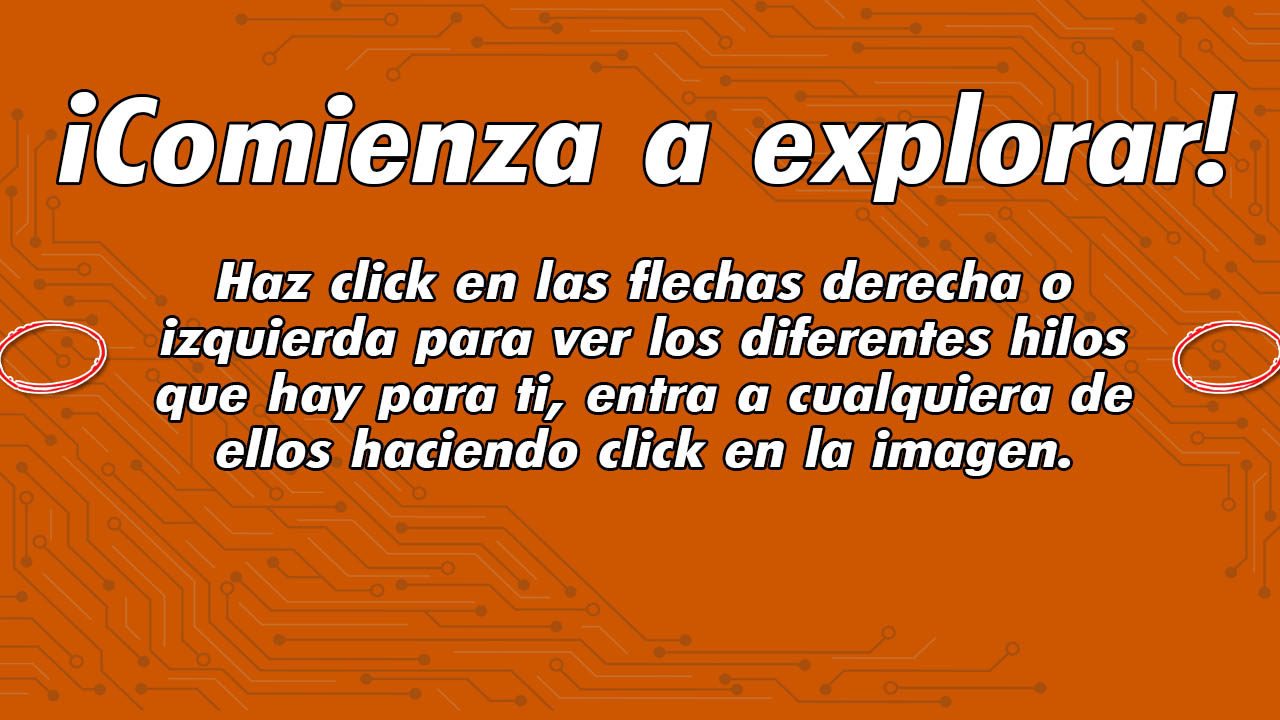 ¡Comienza a explorar!
Haz click en las flechas derecha o
izquierda para ver los diferentes hilos
que hay para ti, entra a cualquiera de
ellos haciendo click en la imagen.